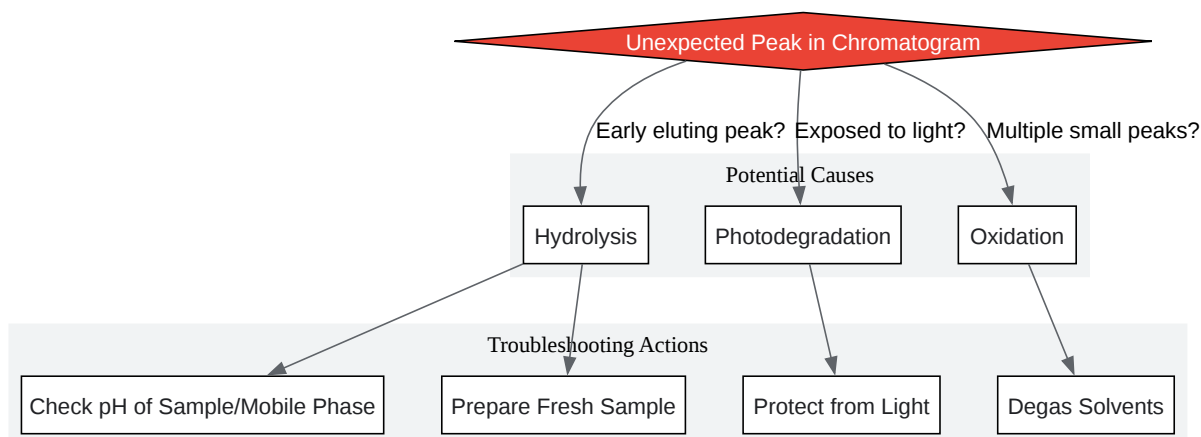 Unexpected Peak in Chromatogram
Early eluting peak?
Exposed to light?
Multiple small peaks?
Potential Causes
Hydrolysis
Photodegradation
Oxidation
Troubleshooting Actions
Check pH of Sample/Mobile Phase
Prepare Fresh Sample
Protect from Light
Degas Solvents